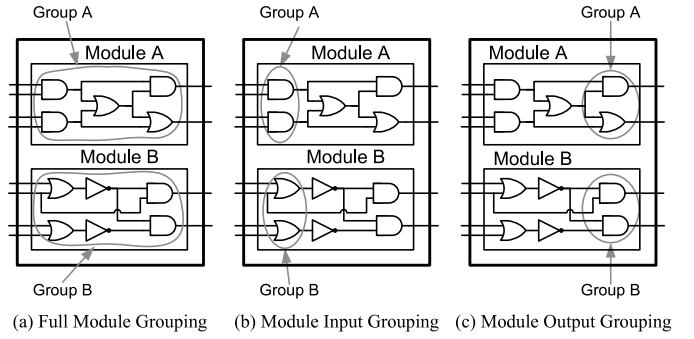 Group A
Group A
Group A
Module A
Module A
Module A
Module B
Module B
Module B
Group B
Group B
Group B
(a) Full Module Grouping
(b) Module Input Grouping
(c) Module Output Grouping